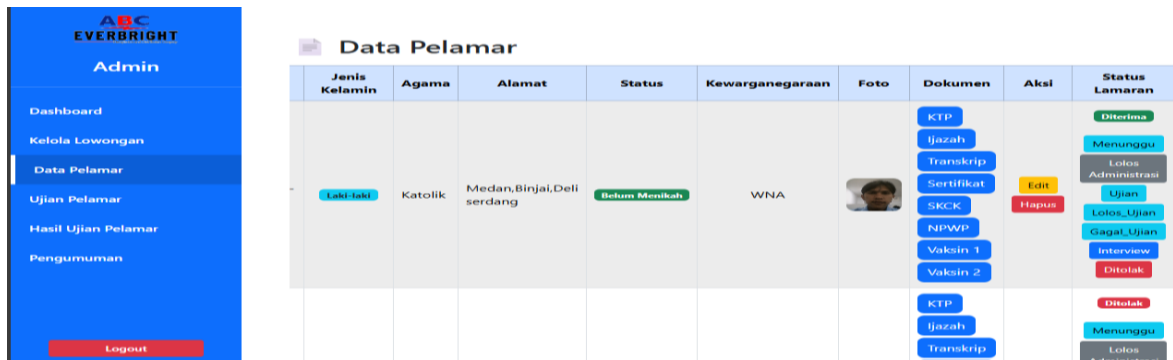 ABC
EVERBRIGHT
Admin
Dashboard
Kelola Lowongan
Data Pelamar
Ujian Pelamar
Hasil Ujian Pelamar
Pengumuman
Logout
Data Pelamar
Jenis Kelamin
Agama
Alamat
Status
Kewarganegaraan
Foto
Dokumen
Aksi
Status Lamaran
Laki-laki
Katolik
Medan,Binjai,Deli
serdang
Belum Menikah
WNA
KTP
Ijazah
Transkrip
Sertifikat
SKCK
NPWP
Vaksin 1
Vaksin 2
Edit
Hapus
Diterima
Menunggu
Lolos
Administrasi
Ujian
Lolos_Ujian
Gagal_Ujian
Interview
Ditolak
KTP
Ijazah
Transkrip
Ditolak
Menunggu
Lolos